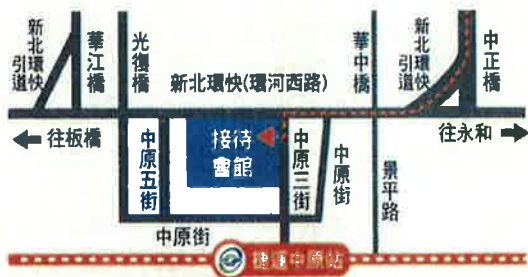 新北環快
引道
華江橋
光復橋
新北環快(環河西路)
華中橋
新北環快
引道
中正橋
往板橋
往永和
中原五街
接待
會館
中原三街
中原街
景平路
中原街
捷運中原站